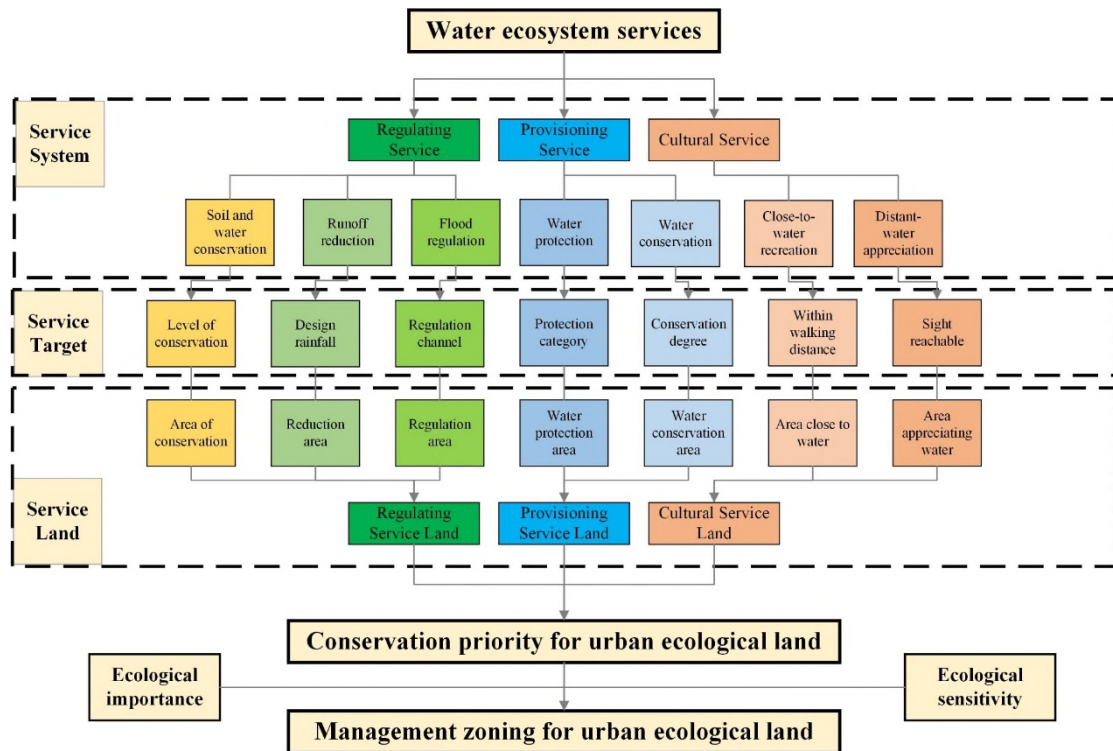 Water ecosystem services
Service
System
Regulating
Service
Provisioning
Service
Cultural Service
Soil and
water
conservation
Runoff
reduction
Flood
regulation
Water
protection
Water
conservation
Close-to-
water
recreation
Distant-
water
appreciation
Service
Target
Level of
conservation
Design
rainfall
Regulation
channel
Protection
category
Conservation
degree
Within
walking
distance
Sight
reachable
Area of
conservation
Reduction
area
Regulation
area
Water
protection
area
Water
conservation
area
Area close to
water
Area
appreciating
water
Service
Land
Regulating
Service Land
Provisioning
Service Land
Cultural Service
Land
Conservation priority for urban ecological land
Ecological
importance
Ecological
sensitivity
Management zoning for urban ecological land